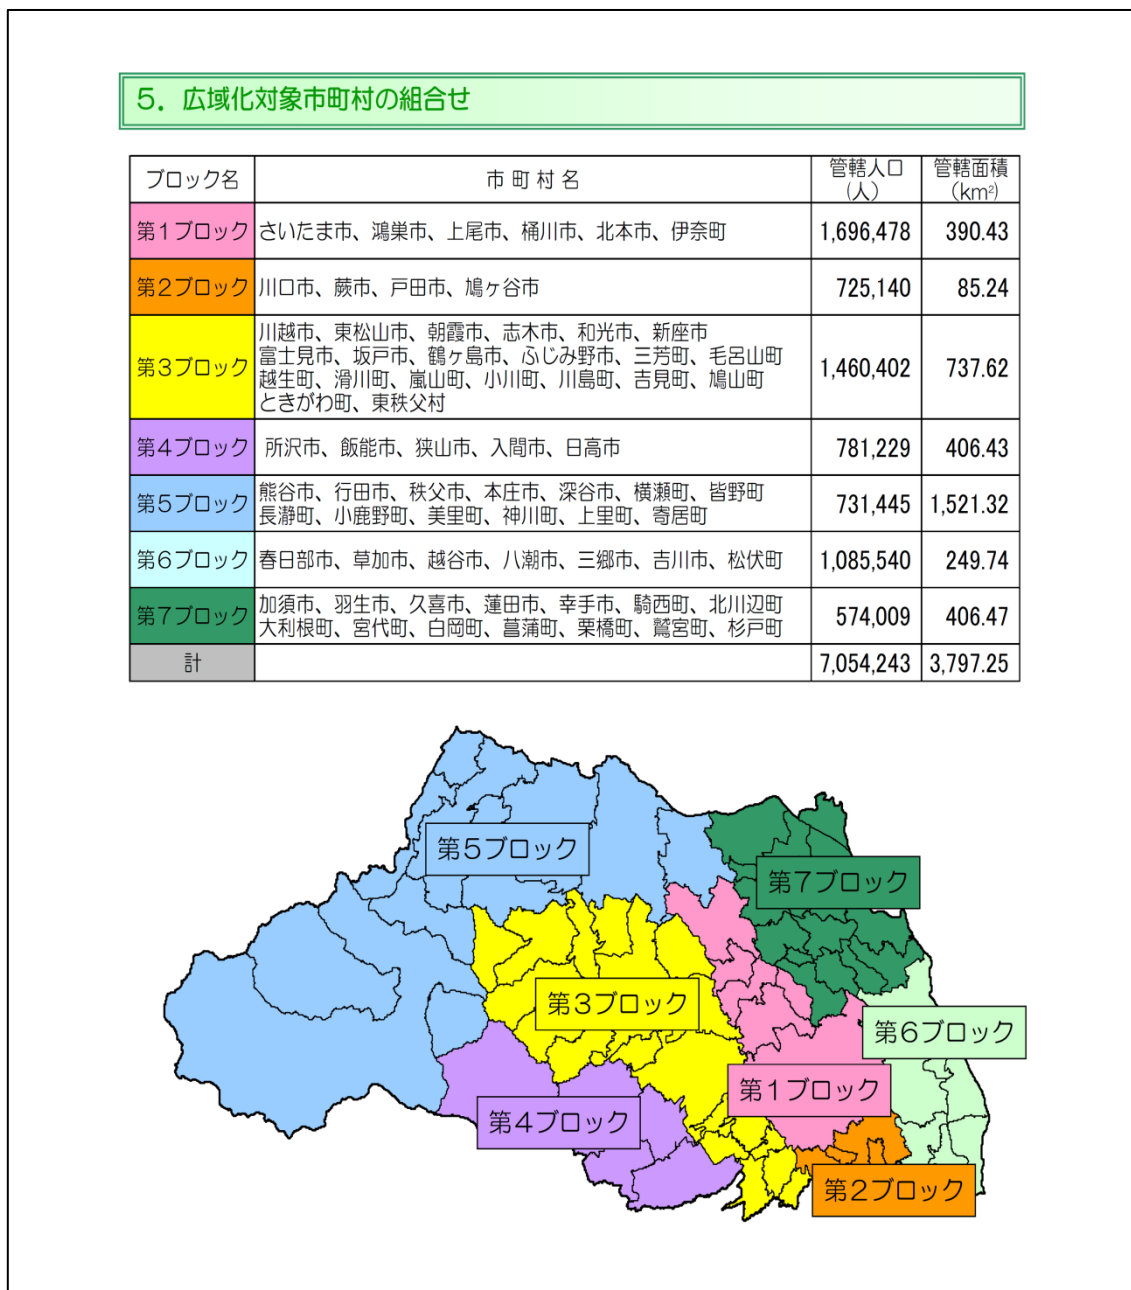 5．広域化対象市町村の組合せ
ブロック名 市町村名 管轄人口(人) 管轄面積(km²)
第1ブロック さいたま市、鴻巣市、上尾市、桶川市、北本市、伊奈町 1,696,478 390.43
第2ブロック 川口市、蕨市、戸田市、鳩ヶ谷市 725,140 85.24
川越市、東松山市、朝霞市、志木市、和光市、新座市
富士見市、坂戸市、鶴ヶ島市、ふじみ野市、三芳町、毛呂山町
第3ブロック 1,460,402 737.62
越生町、滑川町、嵐山町、小川町、川島町、吉見町、鳩山町
ときがわ町、東秩父村
第4ブロック 所沢市、飯能市、狭山市、入間市、日高市 781,229 406.43
第5ブロック 熊谷市、行田市、秩父市、本庄市、深谷市、横瀬町、皆野町 731,445 1,521.32
長瀞町、小鹿野町、美里町、神川町、上里町、寄居町
第6ブロック 春日部市、草加市、越谷市、八潮市、三郷市、吉川市、松伏町 1,085,540 249.74
第7ブロック 加須市、羽生市、久喜市、蓮田市、幸手市、騎西町、北川辺町 574,009 406.47
大利根町、宮代町、白岡町、菖蒲町、栗橋町、鷲宮町、杉戸町
計 7,054,243 3,797.25
第5ブロック
第7ブロック
第3ブロック
第6ブロック
第1ブロック
第4ブロック
第2ブロック